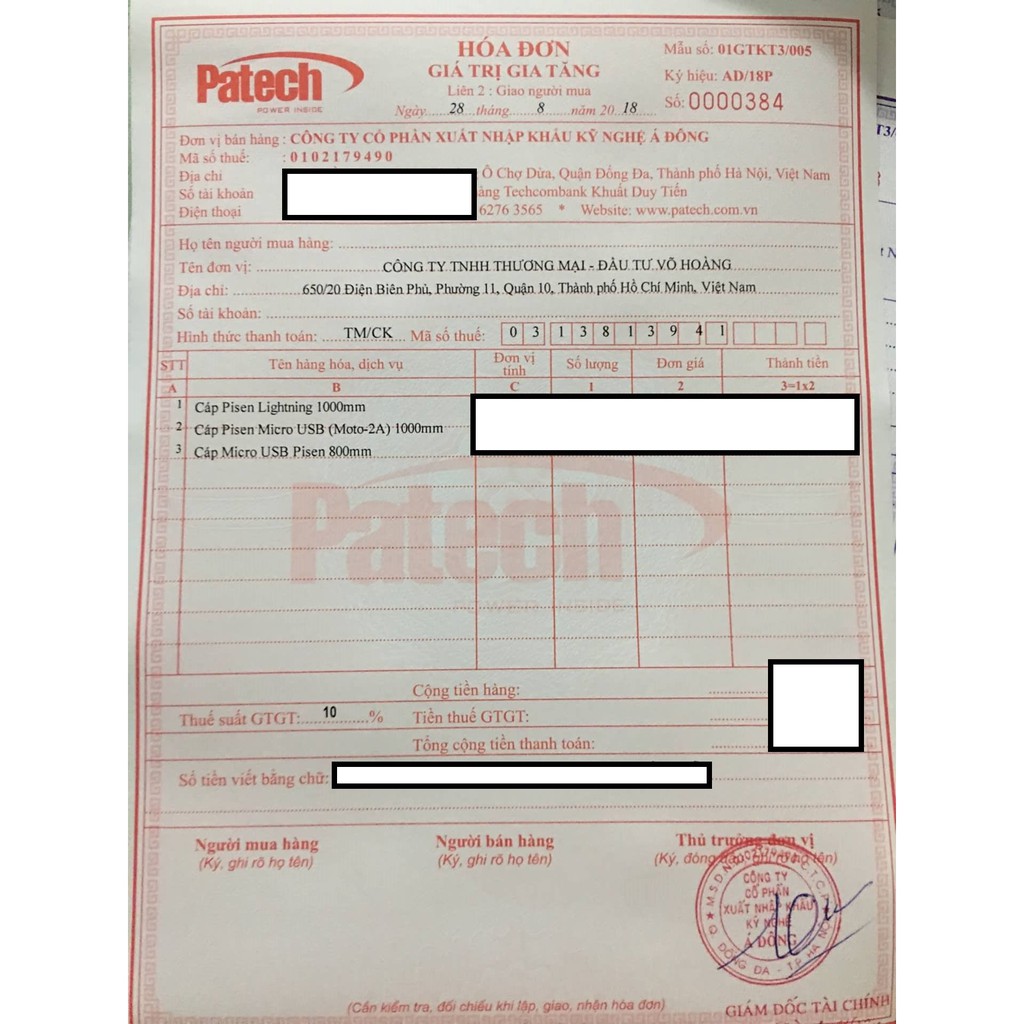 Patech
POWER INSIDE
HÓA ĐƠN
GIÁ TRỊ GIA TĂNG
Liên 2 : Giao người mua
Ngày 28 tháng 8 năm 20 18
Mẫu số: 01GTKT3/005
Ký hiệu: AD/18P
Số: 0000384
Đơn vị bán hàng : CÔNG TY CỔ PHẦN XUẤT NHẬP KHẨU KỸ NGHỆ Á ĐÔNG
Mã số thuế: : 0102179490
Địa chỉ Ô Chợ Dừa, Quận Đống Đa, Thành phố Hà Nội, Việt Nam
Số tài khoản Techcombank Khuất Duy Tiến
Điện thoại 6276 3565 * Website: www.patech.com.vn
Họ tên người mua hàng:
Tên đơn vị: CÔNG TY TNHH THƯƠNG MẠI - ĐẦU TƯ VÕ HOÀNG
Địa chỉ: 650/20 Điện Biên Phủ, Phường 11, Quận 10, Thành phố Hồ Chí Minh, Việt Nam
Số tài khoản:
Hình thức thanh toán: TM/CK Mã số thuế: 0 3 1 3 8 1 3 9 4 1
STT Tên hàng hóa, dịch vụ Đơn vị tính Số lượng Đơn giá Thành tiền
A B C 1 2 3=1x2
1 Cáp Pisen Lightning 1000mm
2 Cáp Pisen Micro USB (Moto-2A) 1000mm
3 Cáp Micro USB Pisen 800mm
Patech
POWER INSIDE
Cộng tiền hàng:
Thuế suất GTGT: 10 % Tiền thuế GTGT:
Tổng cộng tiền thanh toán:
Số tiền viết bằng chữ:
Người mua hàng Người bán hàng Thủ trưởng đơn vị
(Ký, ghi rõ họ tên) (Ký, ghi rõ họ tên) (Ký, đóng dấu, ghi rõ họ tên)
CÔNG TY
CỔ PHẦN
XUẤT NHẬP KHẨU
KỸ NGHỆ
Á ĐÔNG
ĐỐNG ĐA - T.P HÀ NỘI
(Cần kiểm tra, đối chiếu khi lập, giao, nhận hóa đơn)
GIÁM ĐỐC TÀI CHÍNH